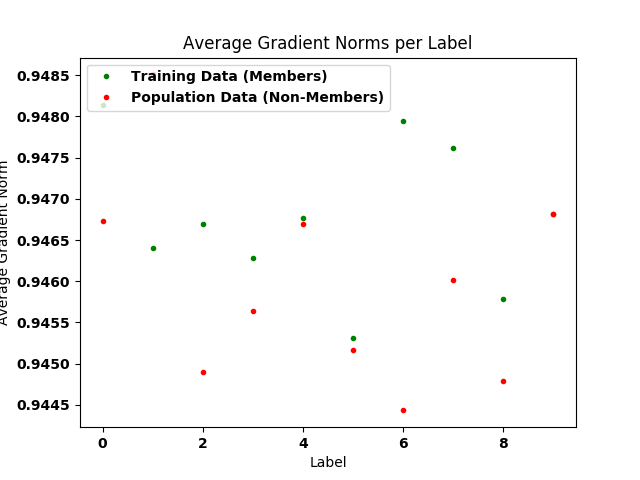 Average Gradient Norms per Label
Training Data (Members)
Population Data (Non-Members)
0.9485
0.9480
0.9475
0.9470
0.9465
0.9460
0.9455
0.9450
0.9445
Average Gradient Norm
0 2 4 6 8
Label